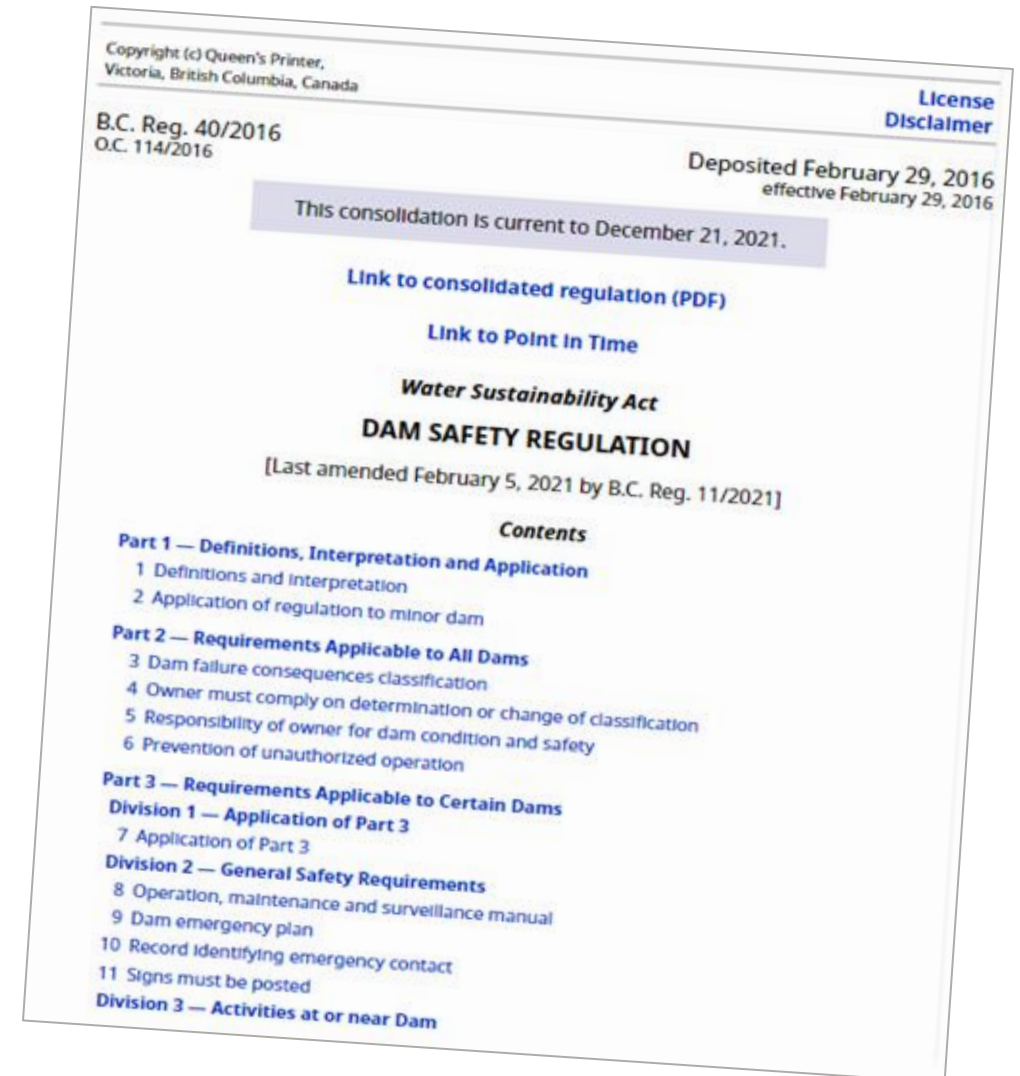 Copyright (c) Queen's Printer,
Victoria, British Columbia, Canada
License
Disclaimer
B.C. Reg. 40/2016
O.C. 114/2016
Deposited February 29, 2016
effective February 29, 2016
This consolidation is current to December 21, 2021.
Link to consolidated regulation (PDF)
Link to Point in Time
Water Sustainability Act
DAM SAFETY REGULATION
[Last amended February 5, 2021 by B.C. Reg. 11/2021]
Contents
Part 1 — Definitions, Interpretation and Application
1 Definitions and interpretation
2 Application of regulation to minor dam
Part 2 — Requirements Applicable to All Dams
3 Dam failure consequences classification
4 Owner must comply on determination or change of classification
5 Responsibility of owner for dam condition and safety
6 Prevention of unauthorized operation
Part 3 — Requirements Applicable to Certain Dams
Division 1 — Application of Part 3
7 Application of Part 3
Division 2 — General Safety Requirements
8 Operation, maintenance and surveillance manual
9 Dam emergency plan
10 Record identifying emergency contact
11 Signs must be posted
Division 3 — Activities at or near Dam